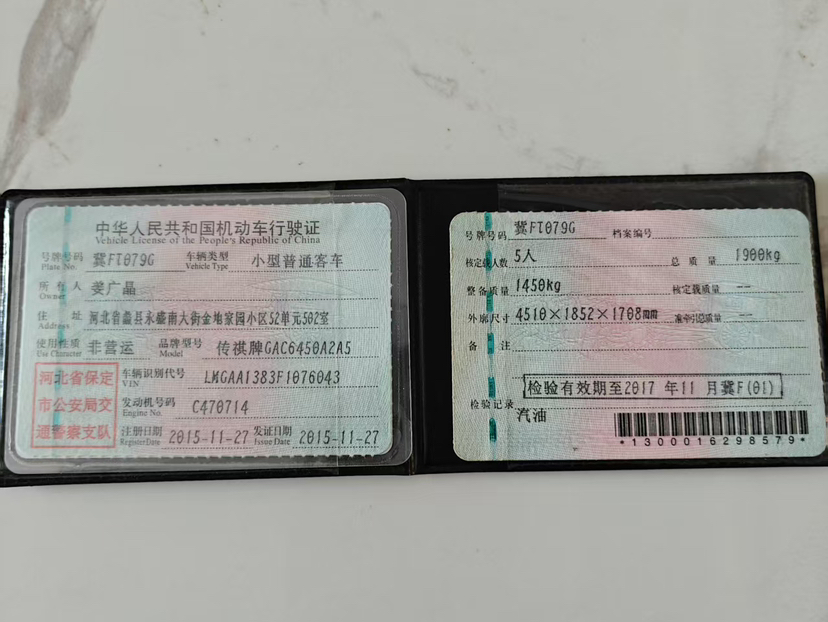 中华人民共和国机动车行驶证
Vehicle License of the People's Republic of China
号牌号码 Plate No. 冀FT079G 车辆类型 Vehicle Type 小型普通客车
所有人 Owner 姜广晶
住址 Address 河北省蠡县永盛南大街金地家园小区52单元502室
使用性质 Use Character 非营运 品牌型号 Model 传祺牌GAC6450A2A5
河北省保定市公安局交通警察支队
车辆识别代号 VIN LMGAA1383F1076043
发动机号码 Engine No. C470714
注册日期 Register Date 2015-11-27 发证日期 Issue Date 2015-11-27
号牌号码 冀FT079G 档案编号
核定载人数 5人 总质量 1900kg
整备质量 1450kg 核定载质量 --
外廓尺寸 4510×1852×1708 准牵引总质量 --
备注
检验有效期至2017年11月冀F(01)
检验记录
汽油
*1300016298579*